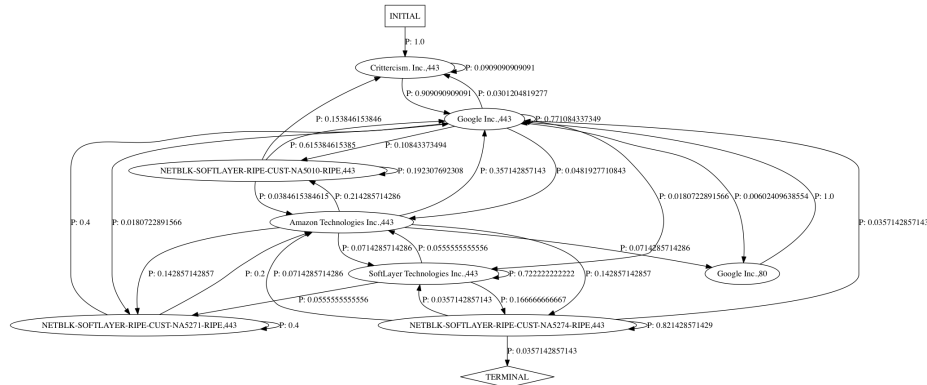 INITIAL
P: 1.0
Crittercism. Inc.,443
P: 0.0909090909091
P: 0.909090909091
P: 0.0301204819277
Google Inc.,443
P: 0.771084337349
P: 0.153846153846
P: 0.615384615385
P: 0.10843373494
NETBLK-SOFTLAYER-RIPE-CUST-NA5010-RIPE,443
P: 0.192307692308
P: 0.357142857143
P: 0.0481927710843
P: 0.0384615384615
P: 0.214285714286
P: 0.4
P: 0.0180722891566
P: 0.0180722891566
P: 0.00602409638554
P: 1.0
P: 0.0357142857143
Amazon Technologies Inc.,443
P: 0.0714285714286
P: 0.0555555555556
P: 0.0714285714286
P: 0.142857142857
P: 0.2
P: 0.0714285714286
SoftLayer Technologies Inc.,443
P: 0.722222222222
P: 0.142857142857
Google Inc.,80
P: 0.0555555555556
P: 0.0357142857143
P: 0.166666666667
NETBLK-SOFTLAYER-RIPE-CUST-NA5271-RIPE,443
P: 0.4
NETBLK-SOFTLAYER-RIPE-CUST-NA5274-RIPE,443
P: 0.821428571429
P: 0.0357142857143
TERMINAL